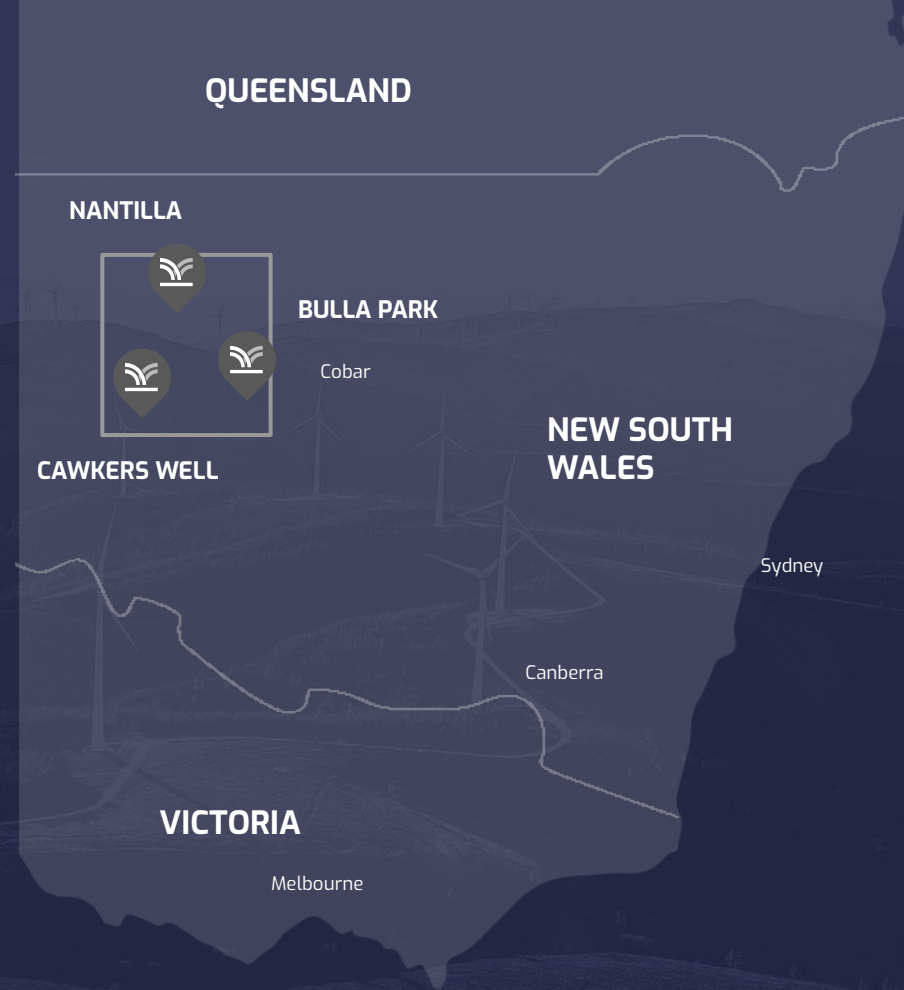 QUEENSLAND
NANTILLA
BULLA PARK
Cobar
NEW SOUTH
WALES
CAWKERS WELL
Sydney
Canberra
VICTORIA
Melbourne